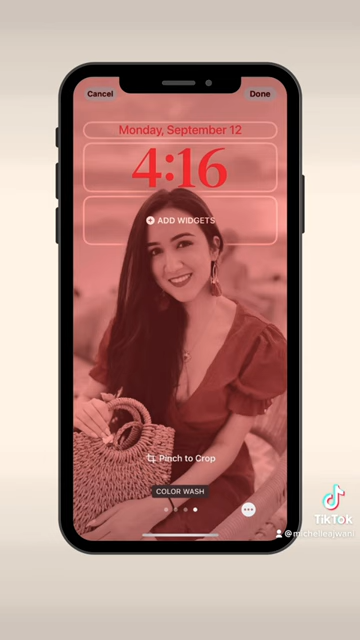 Cancel
Done
Monday, September 12
4:16
ADD WIDGETS
Pinch to Crop
COLOR WASH
TikTok
@michelleajwani